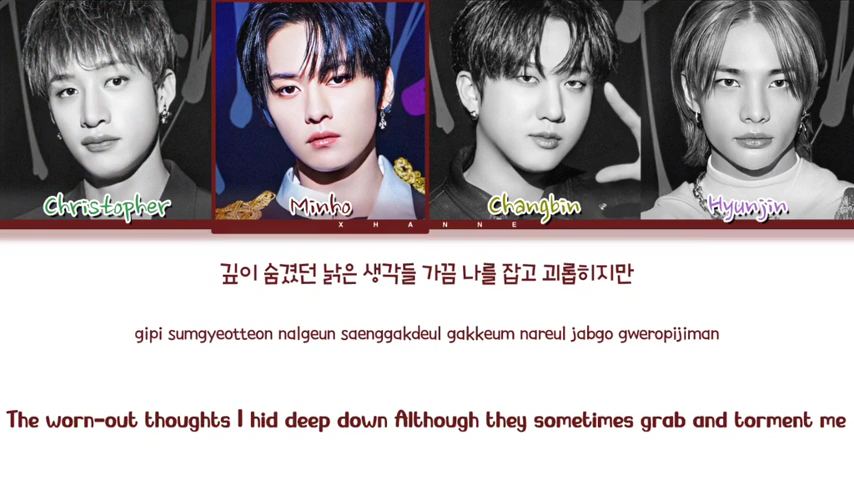 Christopher Minho Changbin Hyunjin
XHANNE
깊이 숨겼던 낡은 생각들 가끔 나를 잡고 괴롭히지만
gipi sumgyeotteon nalgeun saenggakdeul gakkeum nareul jabgo gweropijiman
The worn-out thoughts I hid deep down Although they sometimes grab and torment me